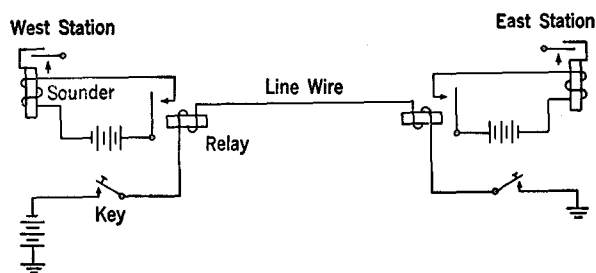 West Station
East Station
Sounder
Line Wire
Relay
Key